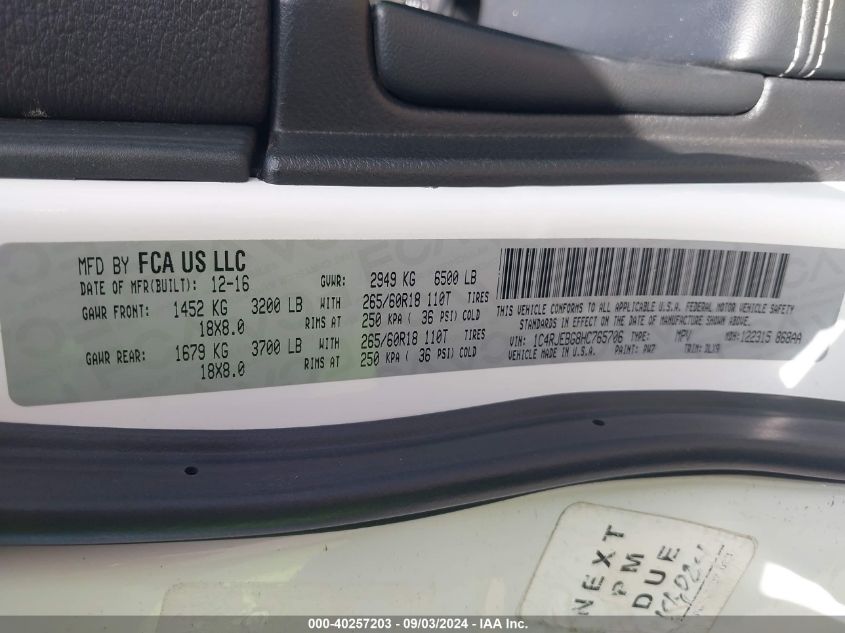 MFD BY FCA US LLC
DATE OF MFR(BUILT): 12-16 GVWR: 2949 KG 6500 LB
GAWR FRONT: 1452 KG 3200 LB WITH 265/60R18 110T TIRES
18X8.0 RIMS AT 250 KPA ( 36 PSI) COLD
GAWR REAR: 1679 KG 3700 LB WITH 265/60R18 110T TIRES
18X8.0 RIMS AT 250 KPA ( 36 PSI) COLD
THIS VEHICLE CONFORMS TO ALL APPLICABLE U.S.A. FEDERAL MOTOR VEHICLE SAFETY
STANDARDS IN EFFECT ON THE DATE OF MANUFACTURE SHOWN ABOVE.
VIN: 1C4RJEBG8HC765706 TYPE: MPV MDH: 122315 868AA
VEHICLE MADE IN U.S.A. PAINT: PW7 TRIM: DLX9
NEXT
PM
DUE
000-40257203 - 09/03/2024 - IAA Inc.